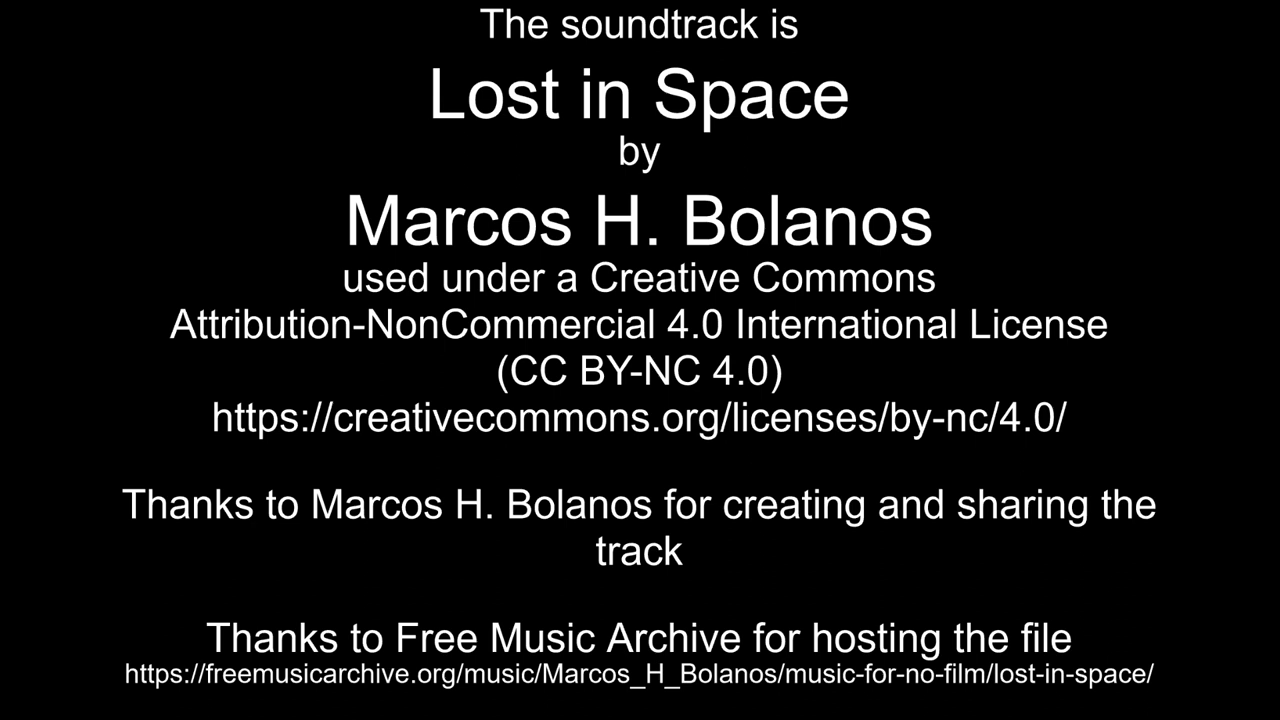 The soundtrack is
Lost in Space
by
Marcos H. Bolanos
used under a Creative Commons
Attribution-NonCommercial 4.0 International License
(CC BY-NC 4.0)
https://creativecommons.org/licenses/by-nc/4.0/
Thanks to Marcos H. Bolanos for creating and sharing the
track
Thanks to Free Music Archive for hosting the file
https://freemusicarchive.org/music/Marcos_H_Bolanos/music-for-no-film/lost-in-space/